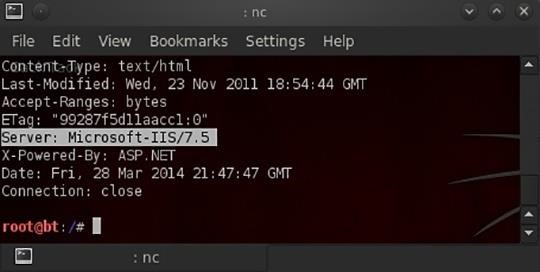 : nc
File Edit View Bookmarks Settings Help
Content-Type: text/html
Last-Modified: Wed, 23 Nov 2011 18:54:44 GMT
Accept-Ranges: bytes
ETag: "99287f5d11aacc1:0"
Server: Microsoft-IIS/7.5
X-Powered-By: ASP.NET
Date: Fri, 28 Mar 2014 21:47:47 GMT
Connection: close
root@bt:/#
: nc